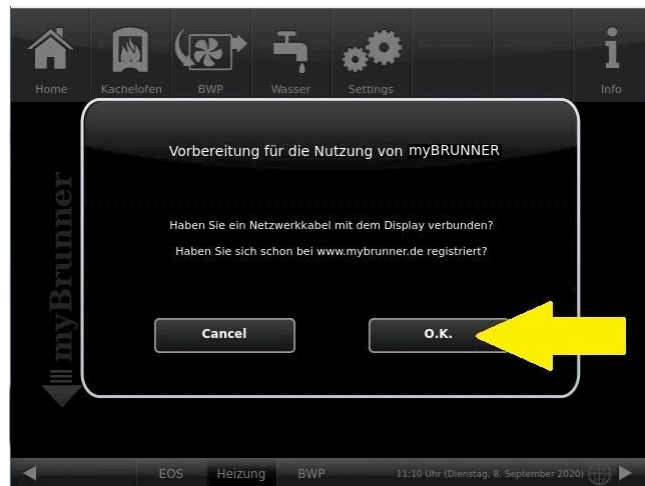 Home Kachelofen BWP Wasser Settings Info
Vorbereitung für die Nutzung von myBRUNNER
Haben Sie ein Netzwerkkabel mit dem Display verbunden?
Haben Sie sich schon bei www.mybrunner.de registriert?
Cancel O.K.
myBrunner
EOS Heizung BWP 11:10 Uhr (Dienstag, 8. September 2020)